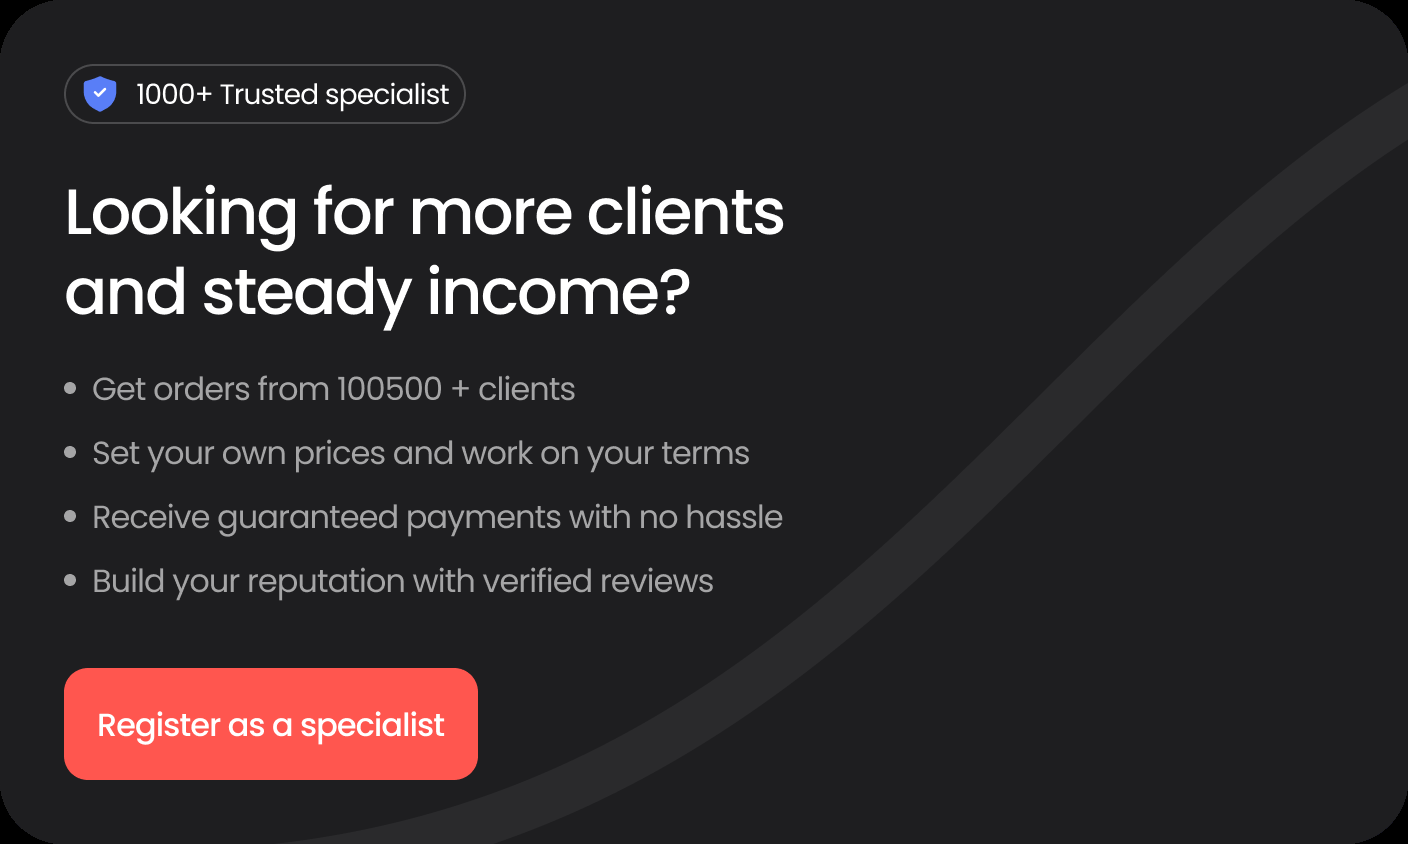 1000+ Trusted specialist
Looking for more clients
and steady income?
• Get orders from 100500 + clients
• Set your own prices and work on your terms
• Receive guaranteed payments with no hassle
• Build your reputation with verified reviews
Register as a specialist